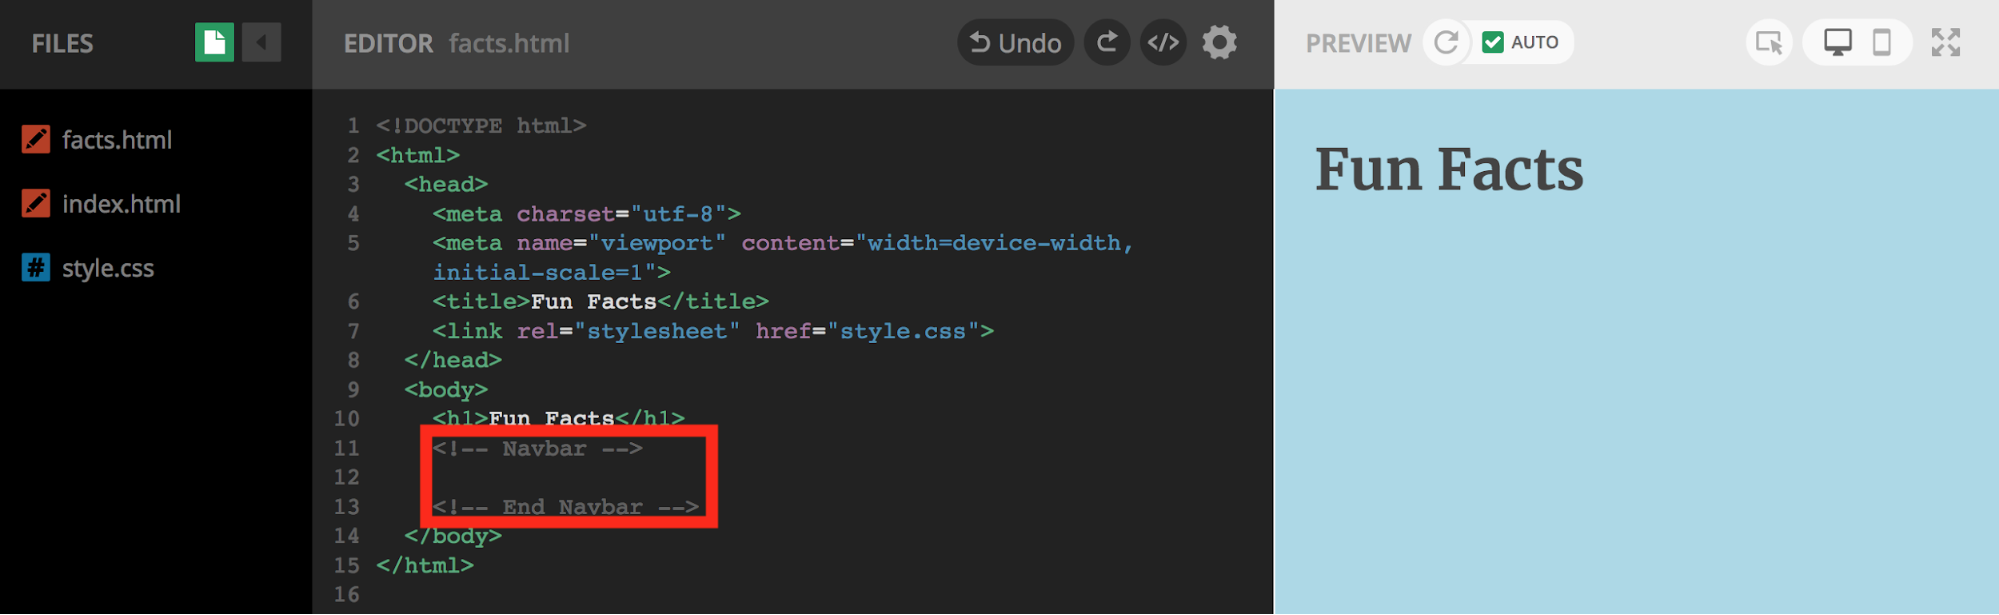 FILES
facts.html
index.html
style.css
EDITOR facts.html
Undo
</>
1 <!DOCTYPE html>
2 <html>
3 <head>
4 <meta charset="utf-8">
5 <meta name="viewport" content="width=device-width,
initial-scale=1">
6 <title>Fun Facts</title>
7 <link rel="stylesheet" href="style.css">
8 </head>
9 <body>
10 <h1>Fun Facts</h1>
11 <!-- Navbar -->
12
13 <!-- End Navbar -->
14 </body>
15 </html>
16
PREVIEW
AUTO
Fun Facts